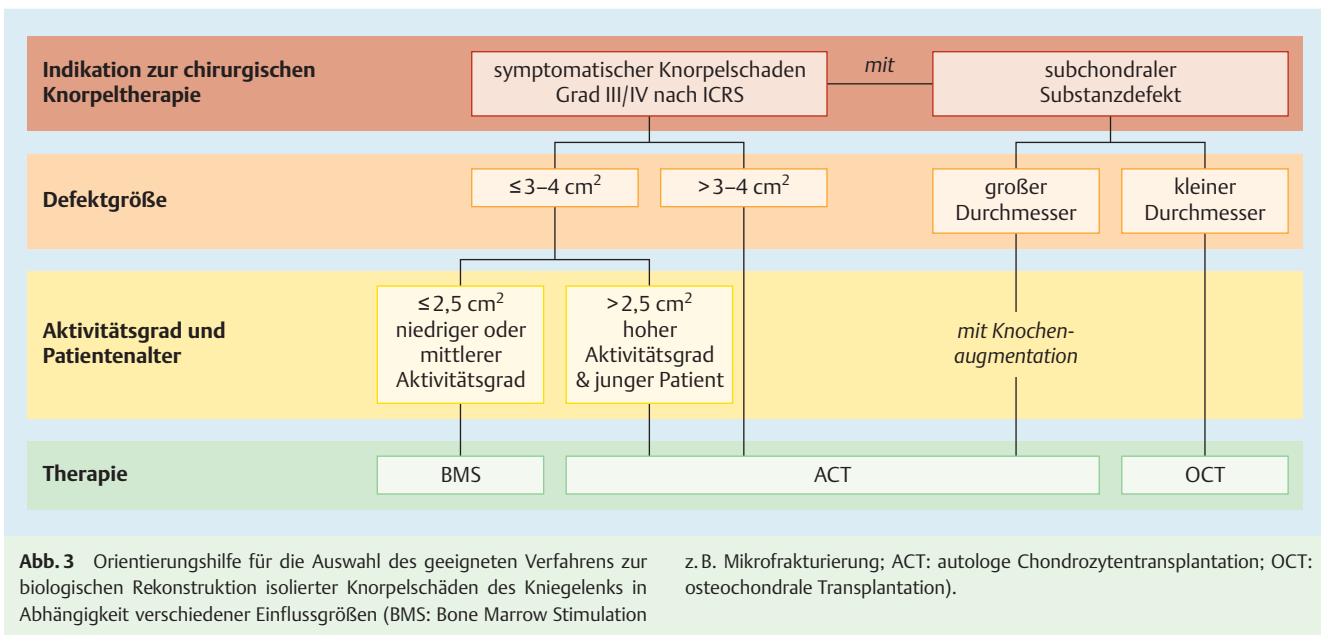 Indikation zur chirurgischen
Knorpeltherapie
symptomatischer Knorpelschaden
Grad III/IV nach ICRS
mit
subchondraler
Substanzdefekt
Defektgröße
≤ 3–4 cm²
> 3–4 cm²
großer
Durchmesser
kleiner
Durchmesser
Aktivitätsgrad und
Patientenalter
≤ 2,5 cm²
niedriger oder
mittlerer
Aktivitätsgrad
> 2,5 cm²
hoher
Aktivitätsgrad
& junger Patient
mit Knochen-
augmentation
Therapie
BMS
ACT
OCT
Abb. 3 Orientierungshilfe für die Auswahl des geeigneten Verfahrens zur
biologischen Rekonstruktion isolierter Knorpelschäden des Kniegelenks in
Abhängigkeit verschiedener Einflussgrößen (BMS: Bone Marrow Stimulation
z. B. Mikrofrakturierung; ACT: autologe Chondrozytentransplantation; OCT:
osteochondrale Transplantation).